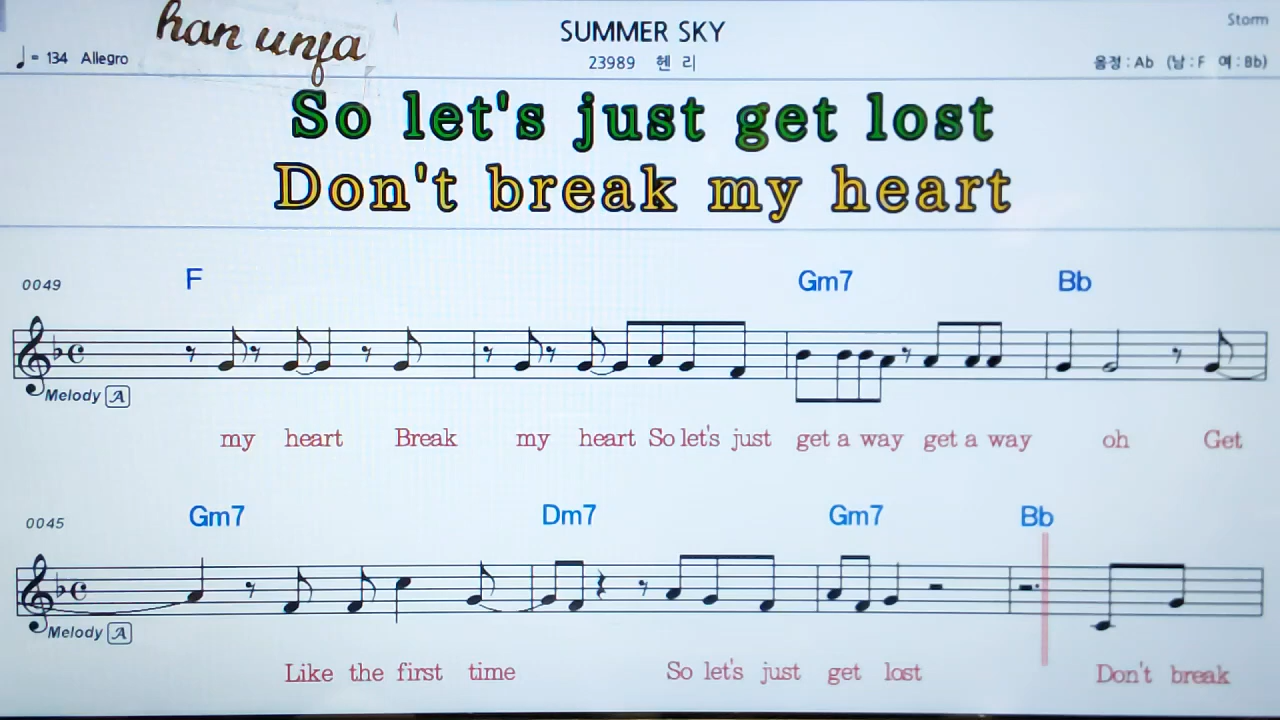 han unja
SUMMER SKY
Storm
♩= 134 Allegro
23989 헨 리
음정 : Ab (남 : F 여 : Bb)
So let's just get lost
Don't break my heart
0049
F Gm7 Bb
Melody A
my heart Break my heart So let's just get a way get a way oh Get
0045
Gm7 Dm7 Gm7 Bb
Melody A
Like the first time So let's just get lost Don't break